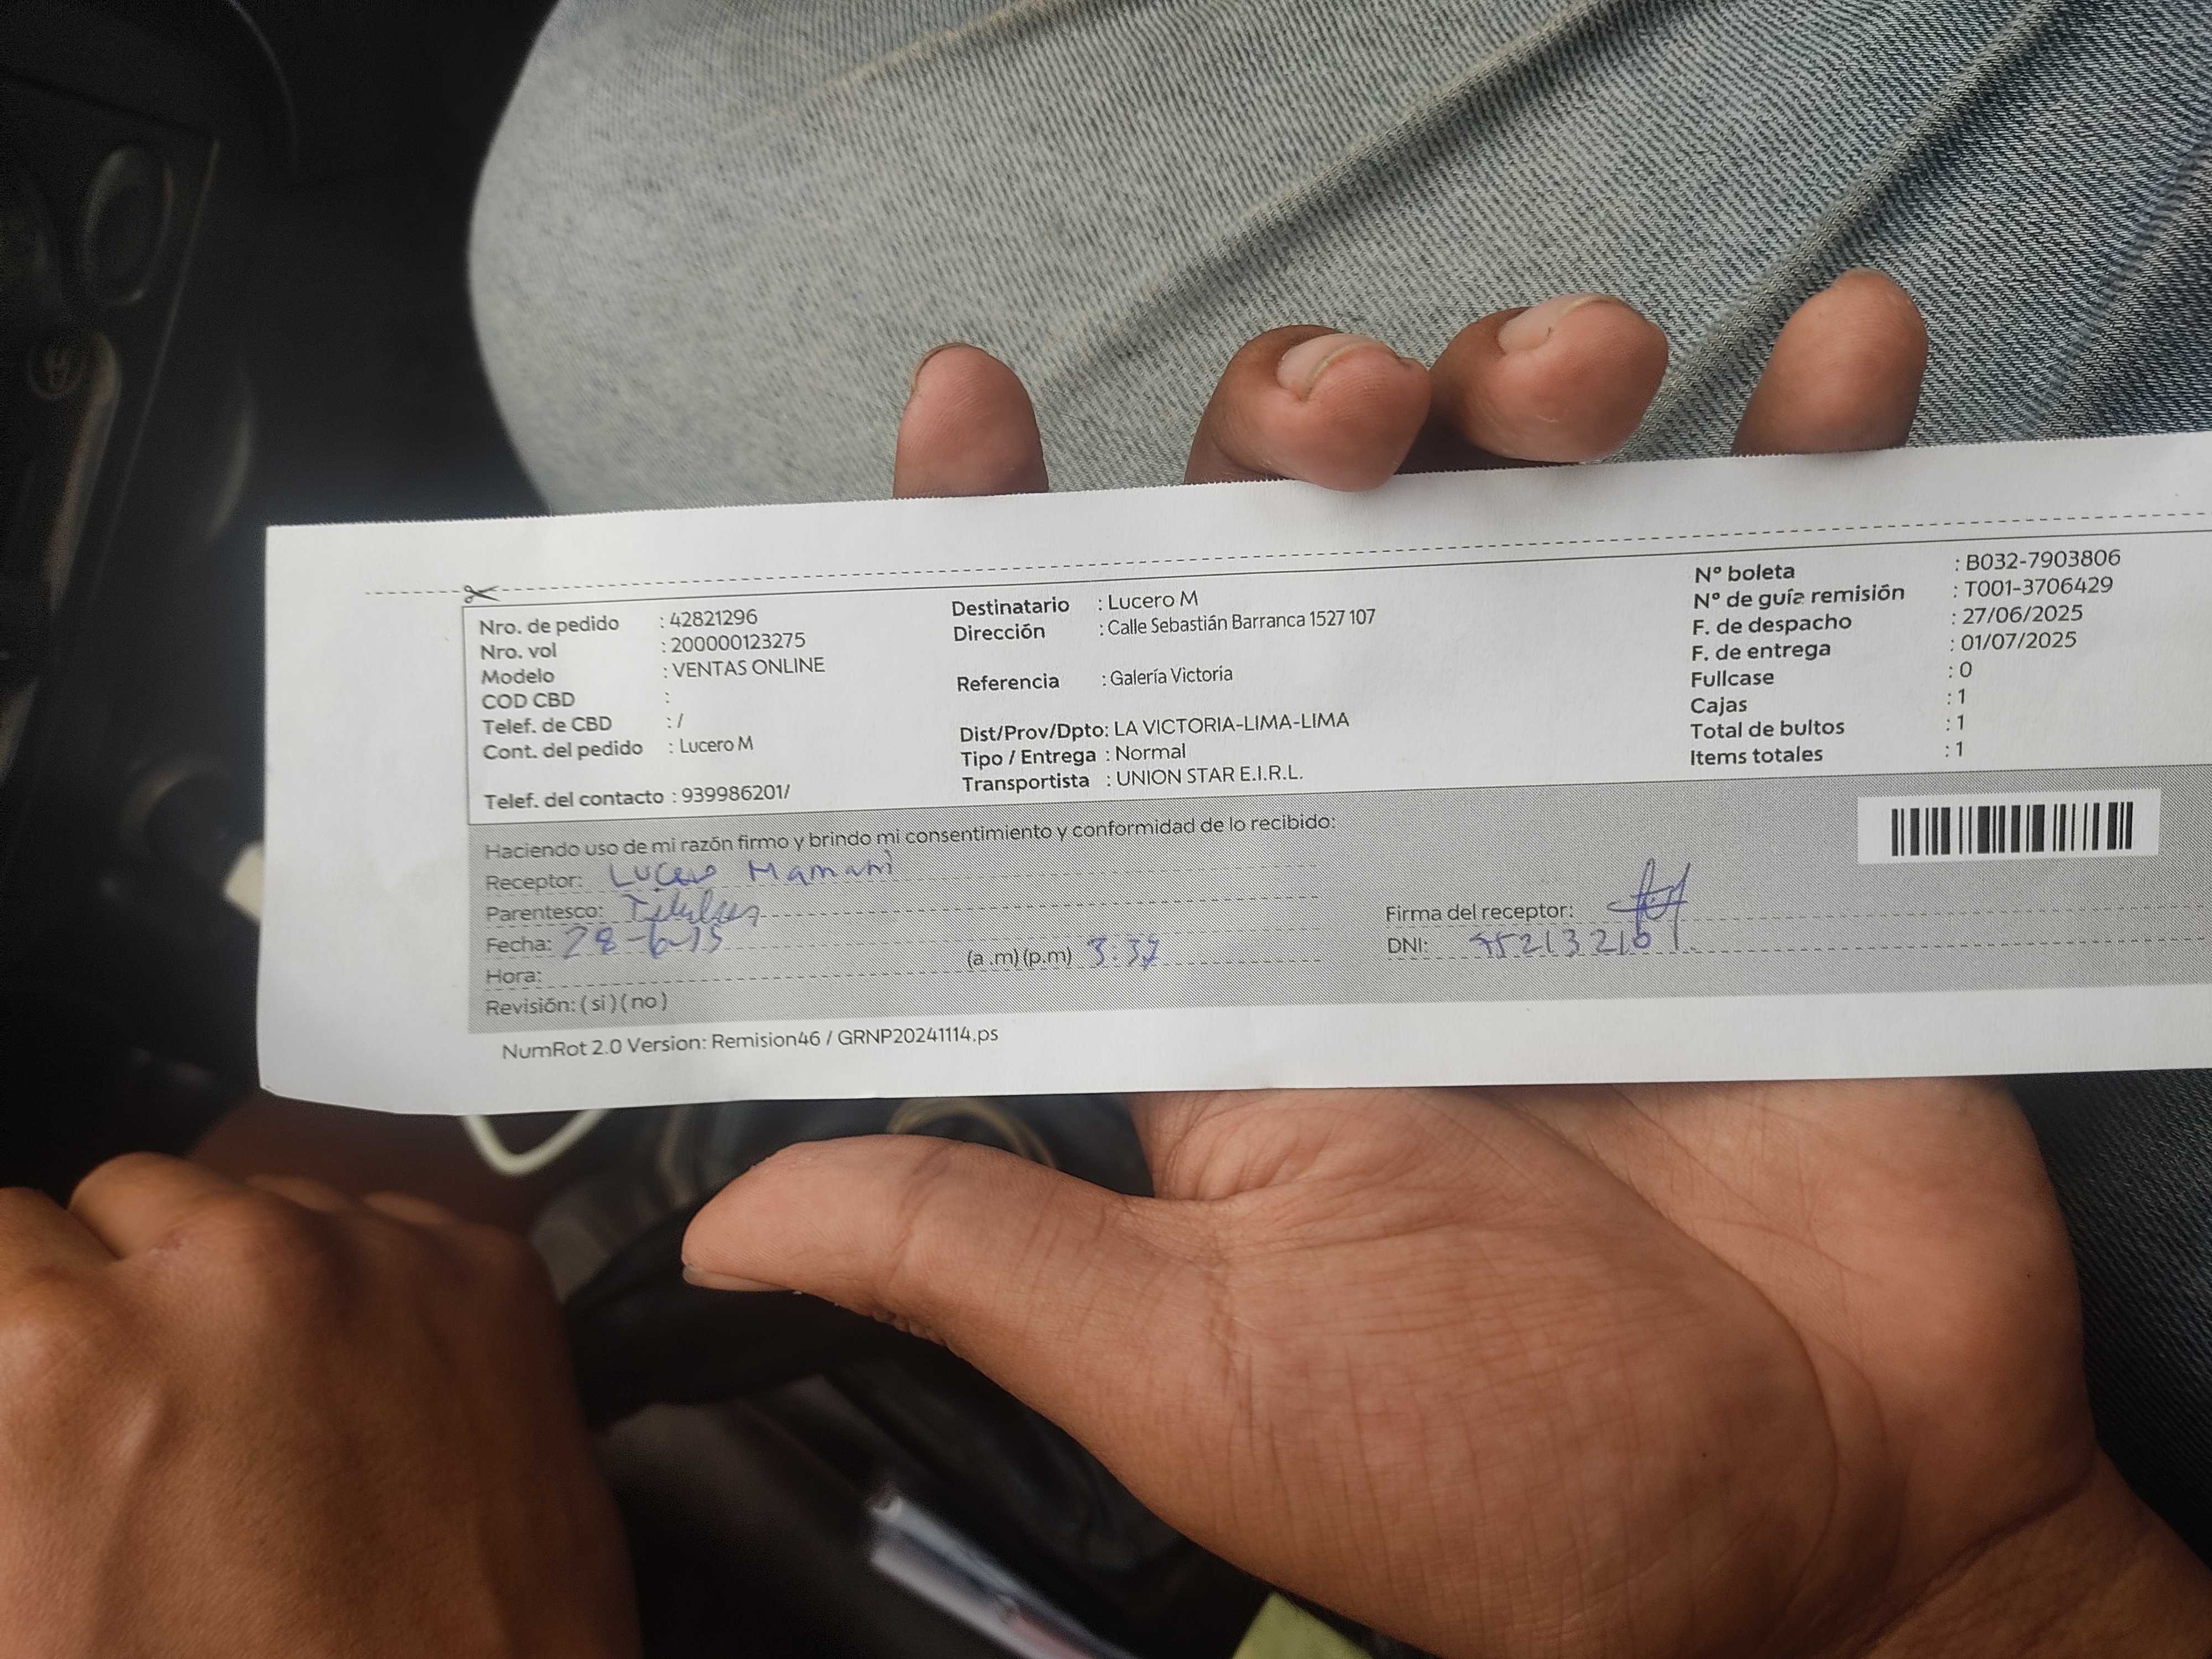 Nro. de pedido : 42821296
Nro. vol : 200000123275
Modelo : VENTAS ONLINE
COD CBD :
Telef. de CBD : /
Cont. del pedido : Lucero M
Telef. del contacto : 939986201/
Destinatario : Lucero M
Dirección : Calle Sebastián Barranca 1527 107
Referencia : Galería Victoria
Dist/Prov/Dpto: LA VICTORIA-LIMA-LIMA
Tipo / Entrega : Normal
Transportista : UNION STAR E.I.R.L.
Nº boleta : B032-7903806
Nº de guía remisión : T001-3706429
F. de despacho : 27/06/2025
F. de entrega : 01/07/2025
Fullcase : 0
Cajas : 1
Total de bultos : 1
Items totales : 1
Haciendo uso de mi razón firmo y brindo mi consentimiento y conformidad de lo recibido:
Receptor: Lucero Mamani
Parentesco:
Fecha:
Hora: (a .m) (p.m)
Revisión: ( si ) ( no )
Firma del receptor:
DNI:
NumRot 2.0 Version: Remision46 / GRNP20241114.ps